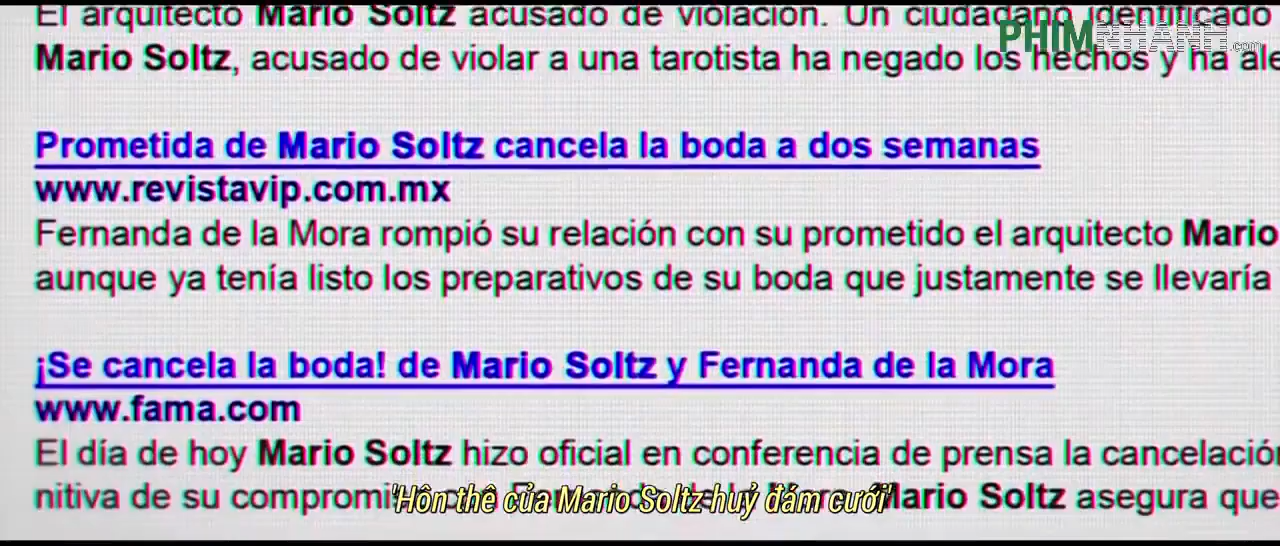 El arquitecto Mario Soltz acusado de violación. Un ciudadano identificado
PHIMNHANH.com
Mario Soltz, acusado de violar a una tarotista ha negado los hechos y ha ale
Prometida de Mario Soltz cancela la boda a dos semanas
www.revistavip.com.mx
Fernanda de la Mora rompió su relación con su prometido el arquitecto Mario
aunque ya tenía listo los preparativos de su boda que justamente se llevaría
¡Se cancela la boda! de Mario Soltz y Fernanda de la Mora
www.fama.com
El día de hoy Mario Soltz hizo oficial en conferencia de prensa la cancelación
nitiva de su compromi Mario Soltz asegura que
'Hôn thê của Mario Soltz huỷ đám cưới'